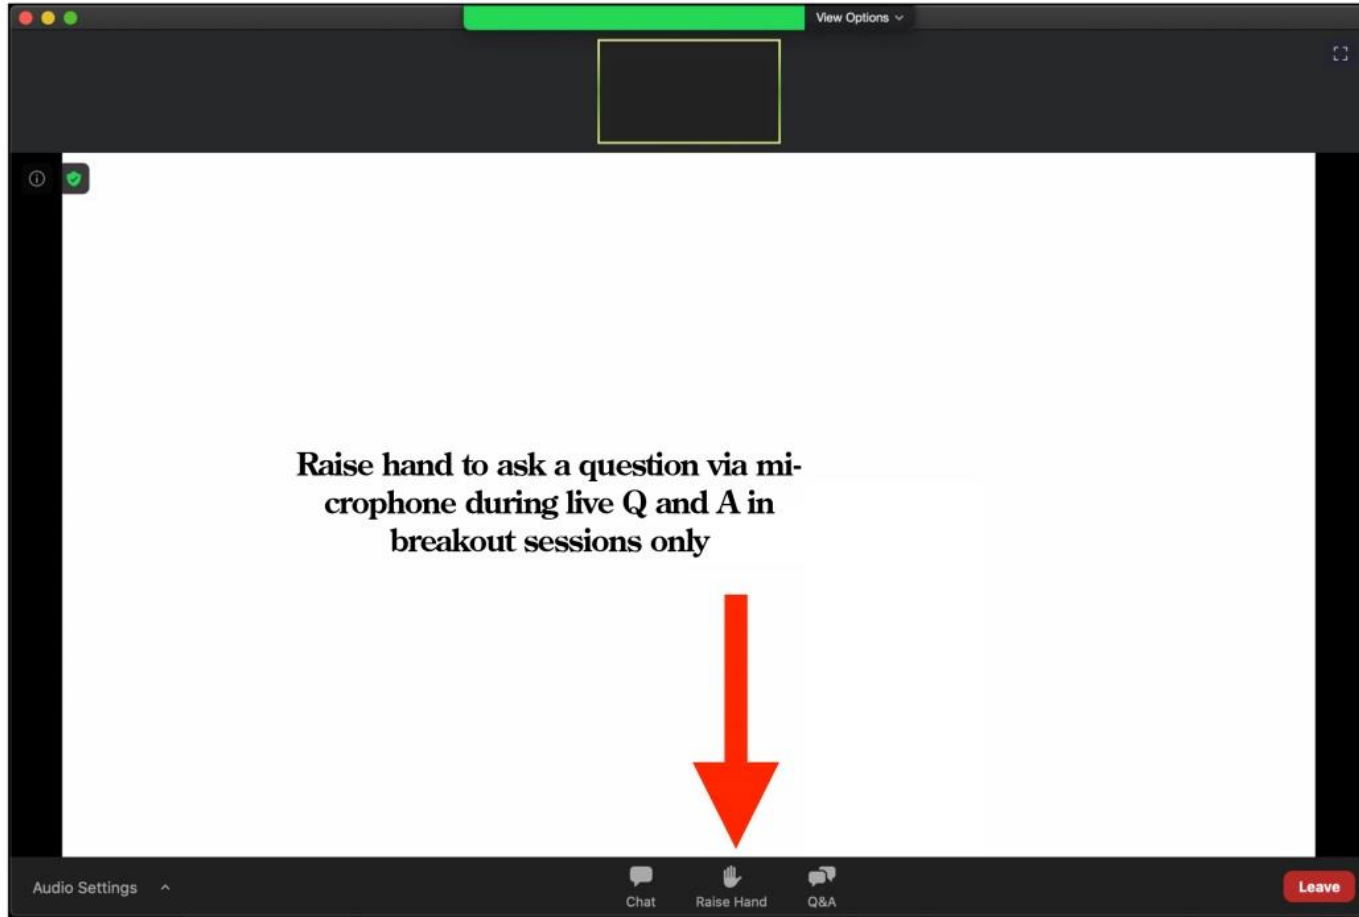 View Options
Raise hand to ask a question via mi-
crophone during live Q and A in
breakout sessions only
Audio Settings
Chat
Raise Hand
Q&A
Leave